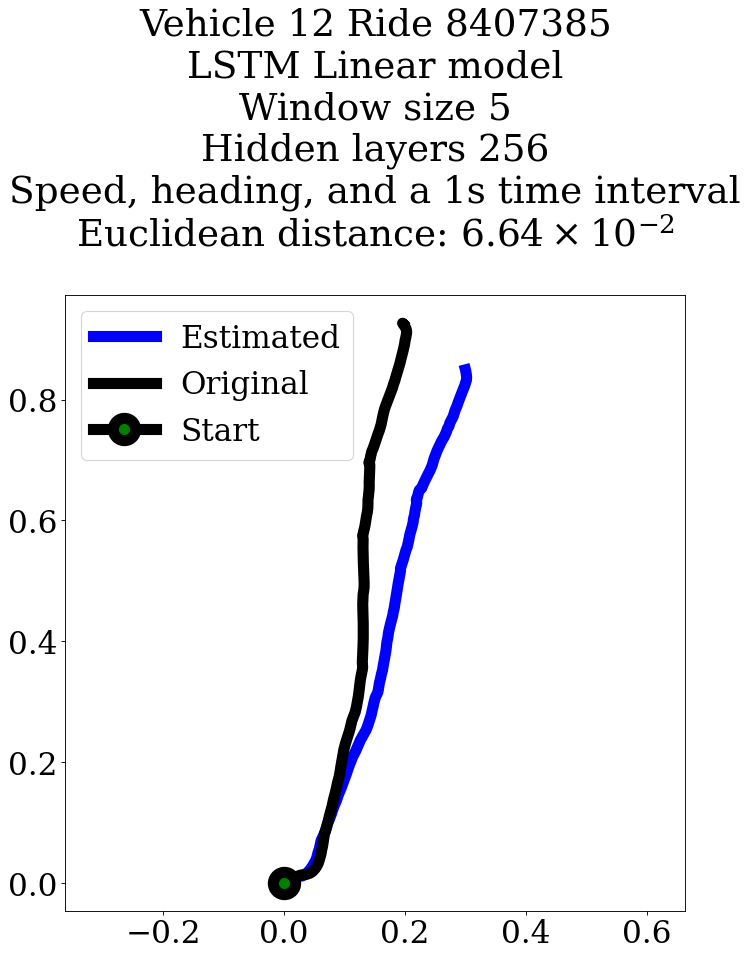 Vehicle 12 Ride 8407385
LSTM Linear model
Window size 5
Hidden layers 256
Speed, heading, and a 1s time interval
Euclidean distance: 6.64 × 10⁻²
Estimated
Original
Start
0.8
0.6
0.4
0.2
0.0
−0.2 0.0 0.2 0.4 0.6